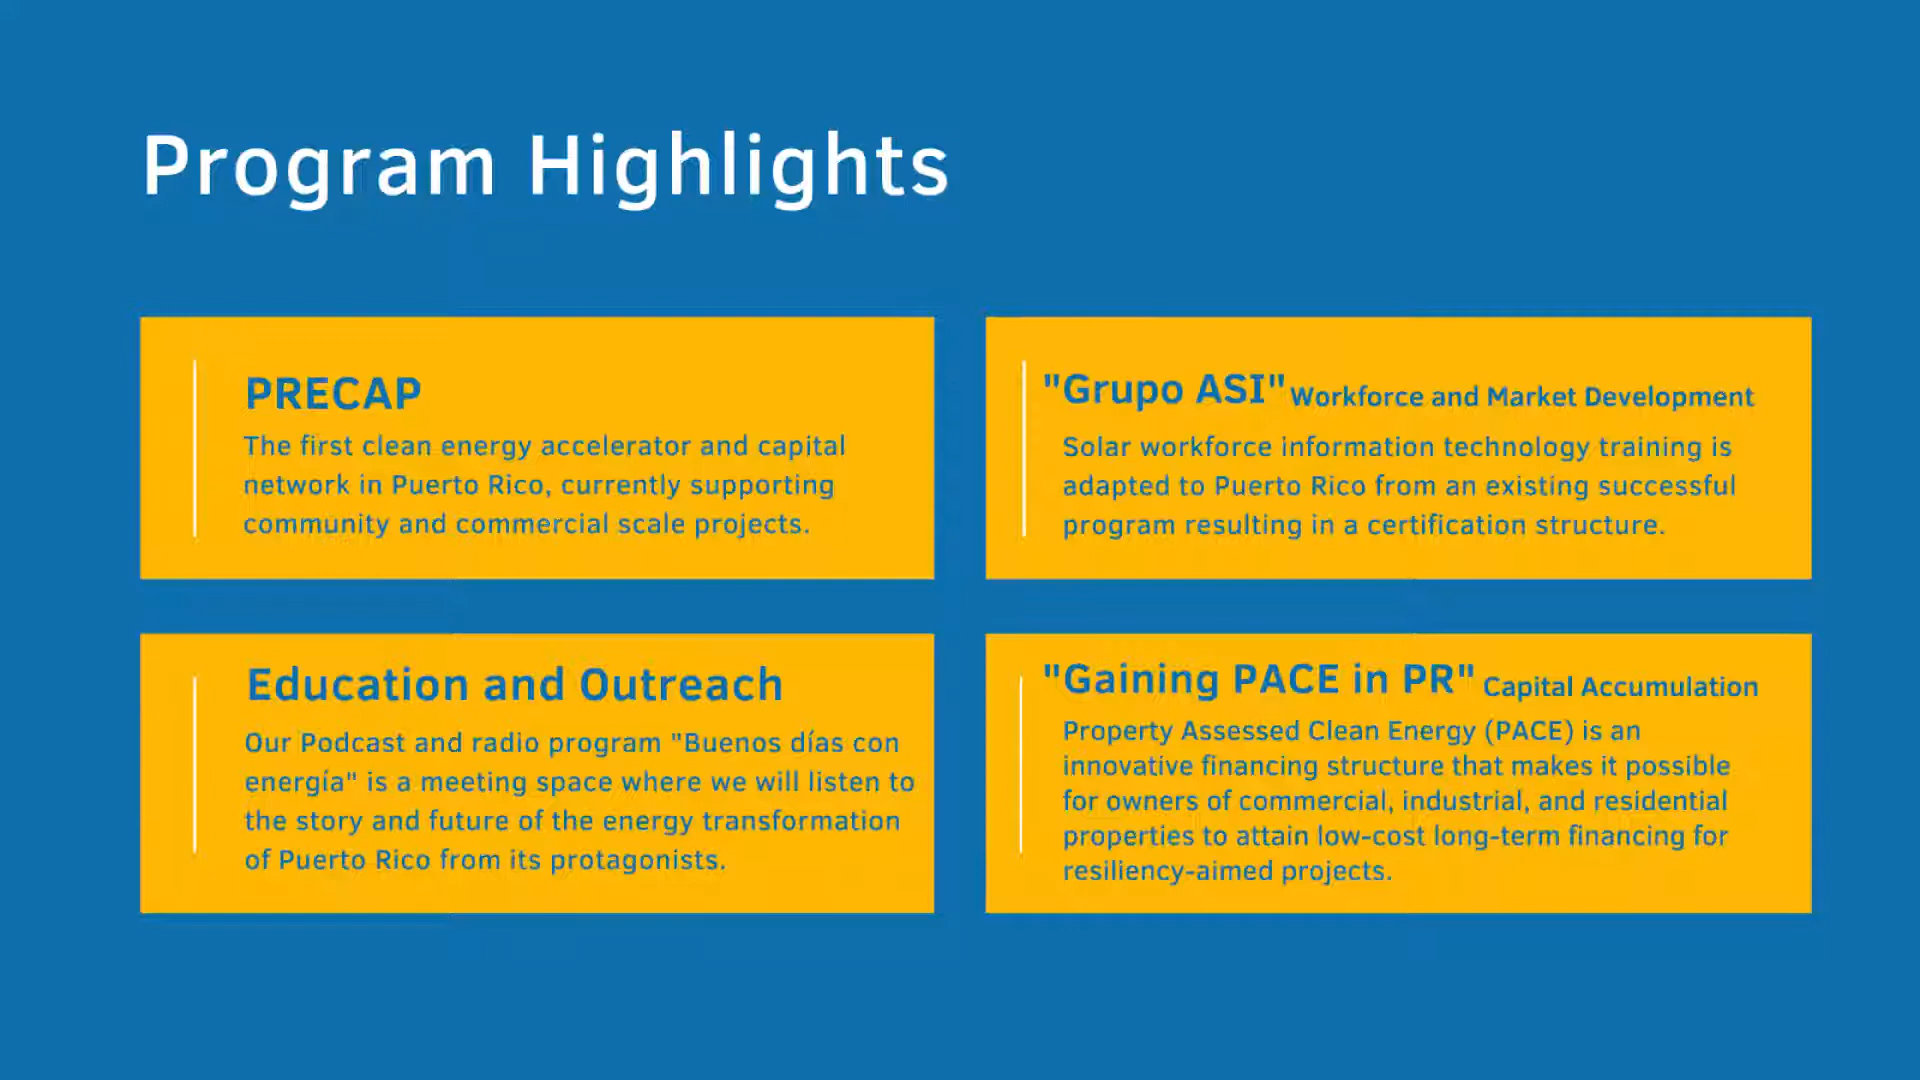 Program Highlights
PRECAP
The first clean energy accelerator and capital
network in Puerto Rico, currently supporting
community and commercial scale projects.
"Grupo ASI" Workforce and Market Development
Solar workforce information technology training is
adapted to Puerto Rico from an existing successful
program resulting in a certification structure.
Education and Outreach
Our Podcast and radio program "Buenos días con
energía" is a meeting space where we will listen to
the story and future of the energy transformation
of Puerto Rico from its protagonists.
"Gaining PACE in PR" Capital Accumulation
Property Assessed Clean Energy (PACE) is an
innovative financing structure that makes it possible
for owners of commercial, industrial, and residential
properties to attain low-cost long-term financing for
resiliency-aimed projects.